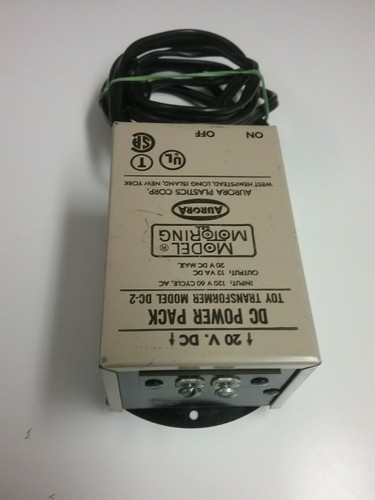 20 V. DC
DC POWER PACK
TOY TRANSFORMER MODEL DC-2
INPUT: 120 V 60 CYCLE, AC
OUTPUT: 12 VA DC
20 V DC MAX.
MODEL
MOTORING
AURORA
AURORA PLASTICS CORP.
WEST HEMPSTEAD, LONG ISLAND, NEW YORK
UL T
SA
ON OFF